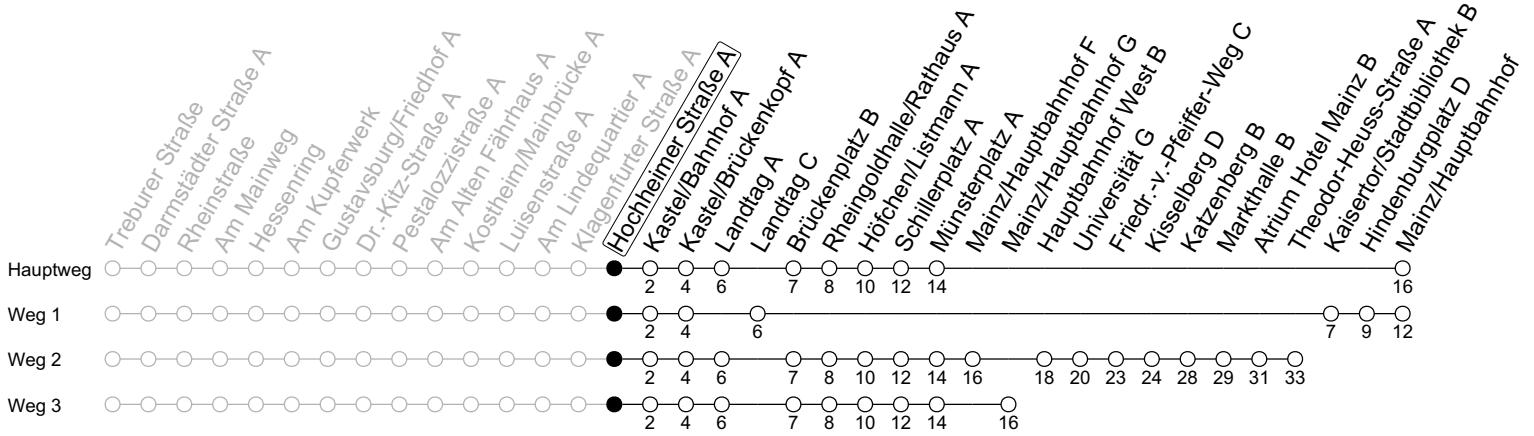 Treburer Straße
Darmstädter Straße A
Rheinstraße
Am Mainweg
Hessenring
Am Kupferwerk
Gustavsburg/Friedhof A
Dr.-Kitz-Straße A
Pestalozzistraße A
Am Alten Fährhaus A
Kostheim/Mainbrücke A
Luisenstraße A
Am Lindequartier A
Klagenfurter Straße A
Hochheimer Straße A
Kastel/Bahnhof A
Kastel/Brückenkopf A
Landtag A
Landtag C
Brückenplatz B
Rheingoldhalle/Rathaus A
Höfchen/Listmann A
Schillerplatz A
Münsterplatz A
Mainz/Hauptbahnhof F
Mainz/Hauptbahnhof G
Hauptbahnhof West B
Universität G
Friedr.-v.-Pfeiffer-Weg C
Kisselberg D
Katzenberg B
Markthalle B
Atrium Hotel Mainz B
Theodor-Heuss-Straße A
Kaisertor/Stadtbibliothek B
Hindenburgplatz D
Mainz/Hauptbahnhof
Hauptweg
2 4 6 7 8 10 12 14 16
Weg 1
2 4 6 7 9 12
Weg 2
2 4 6 7 8 10 12 14 16 18 20 23 24 28 29 31 33
Weg 3
2 4 6 7 8 10 12 14 16